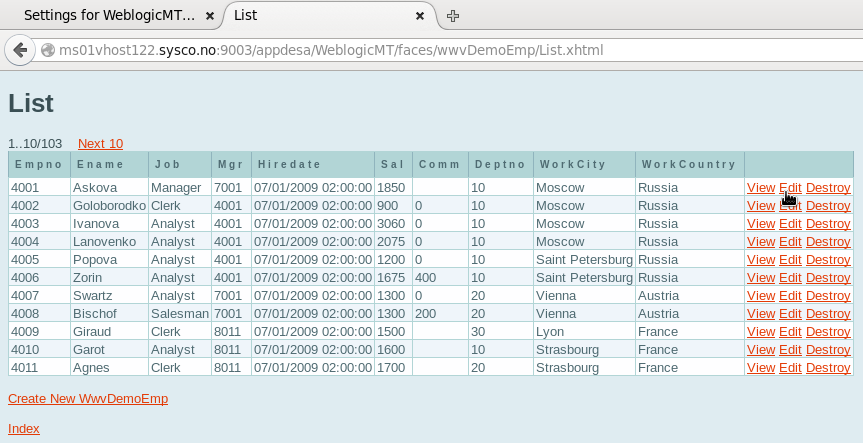 Settings for WeblogicMT... × List ×
ms01vhost122.sysco.no:9003/appdesa/WeblogicMT/faces/wwvDemoEmp/List.xhtml
List
1..10/103 Next 10
Empno Ename Job Mgr Hiredate Sal Comm Deptno WorkCity WorkCountry
4001 Askova Manager 7001 07/01/2009 02:00:00 1850 10 Moscow Russia View Edit Destroy
4002 Goloborodko Clerk 4001 07/01/2009 02:00:00 900 0 10 Moscow Russia View Edit Destroy
4003 Ivanova Analyst 4001 07/01/2009 02:00:00 3060 0 10 Moscow Russia View Edit Destroy
4004 Lanovenko Analyst 4001 07/01/2009 02:00:00 2075 0 10 Moscow Russia View Edit Destroy
4005 Popova Analyst 4001 07/01/2009 02:00:00 1200 0 10 Saint Petersburg Russia View Edit Destroy
4006 Zorin Analyst 4001 07/01/2009 02:00:00 1675 400 10 Saint Petersburg Russia View Edit Destroy
4007 Swartz Analyst 7001 07/01/2009 02:00:00 1300 0 20 Vienna Austria View Edit Destroy
4008 Bischof Salesman 7001 07/01/2009 02:00:00 1300 200 20 Vienna Austria View Edit Destroy
4009 Giraud Clerk 8011 07/01/2009 02:00:00 1500 30 Lyon France View Edit Destroy
4010 Garot Analyst 8011 07/01/2009 02:00:00 1600 10 Strasbourg France View Edit Destroy
4011 Agnes Clerk 8011 07/01/2009 02:00:00 1700 20 Strasbourg France View Edit Destroy
Create New WwvDemoEmp
Index